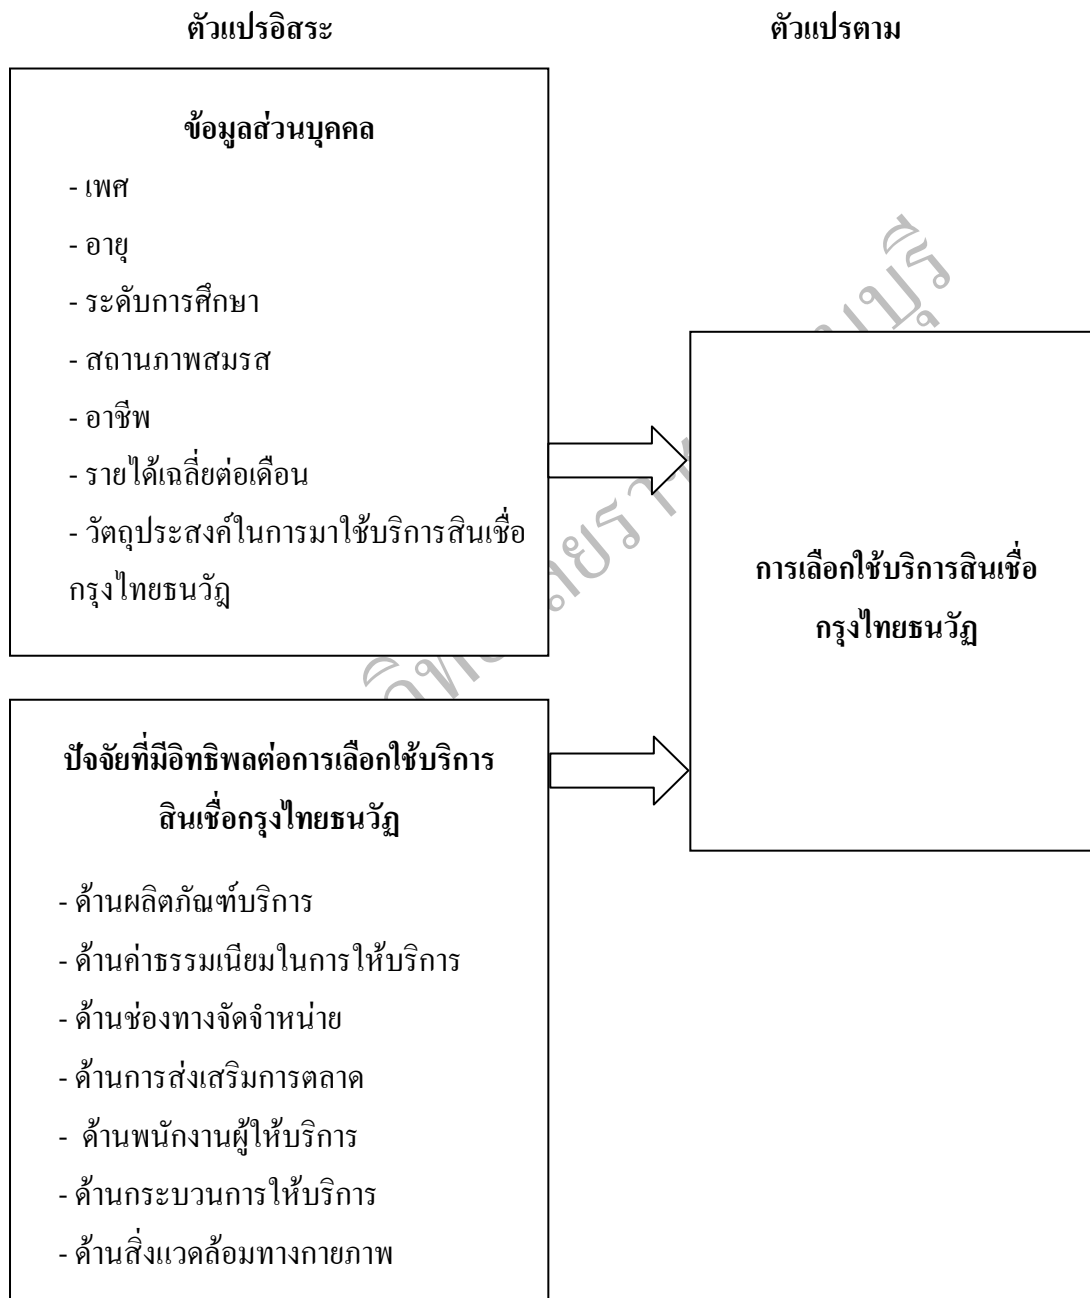 ตัวแปรอิสระ
ตัวแปรตาม
ข้อมูลส่วนบุคคล
- เพศ
- อายุ
- ระดับการศึกษา
- สถานภาพสมรส
- อาชีพ
- รายได้เฉลี่ยต่อเดือน
- วัตถุประสงค์ในการมาใช้บริการสินเชื่อ
กรุงไทยธนวัฎ
การเลือกใช้บริการสินเชื่อ
กรุงไทยธนวัฏ
ปัจจัยที่มีอิทธิพลต่อการเลือกใช้บริการ
สินเชื่อกรุงไทยธนวัฏ
- ด้านผลิตภัณฑ์บริการ
- ด้านค่าธรรมเนียมในการให้บริการ
- ด้านช่องทางจัดจำหน่าย
- ด้านการส่งเสริมการตลาด
- ด้านพนักงานผู้ให้บริการ
- ด้านกระบวนการให้บริการ
- ด้านสิ่งแวดล้อมทางกายภาพ